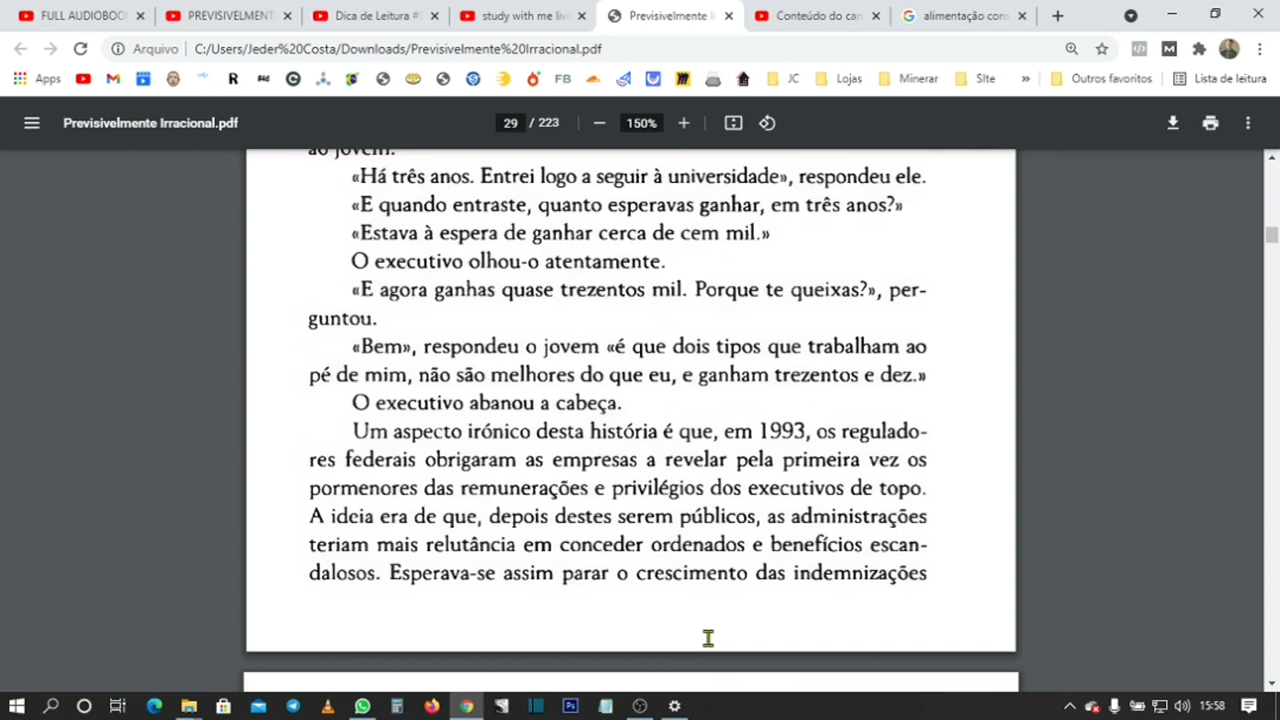 FULL AUDIOBOO
PREVISIVELMENT
Dica de Leitura #
study with me liv
Previsivelmente I
Conteúdo do car
alimentação cons
Arquivo
C:/Users/Jeder%20Costa/Downloads/Previsivelmente%20Irracional.pdf
Apps
R
FB
JC
Lojas
Minerar
SIte
»
Outros favoritos
Lista de leitura
Previsivelmente Irracional.pdf
29 / 223
150%
ao jovem.
«Há três anos. Entrei logo a seguir à universidade», respondeu ele.
«E quando entraste, quanto esperavas ganhar, em três anos?»
«Estava à espera de ganhar cerca de cem mil.»
O executivo olhou-o atentamente.
«E agora ganhas quase trezentos mil. Porque te queixas?», per-
guntou.
«Bem», respondeu o jovem «é que dois tipos que trabalham ao
pé de mim, não são melhores do que eu, e ganham trezentos e dez.»
O executivo abanou a cabeça.
Um aspecto irónico desta história é que, em 1993, os regulado-
res federais obrigaram as empresas a revelar pela primeira vez os
pormenores das remunerações e privilégios dos executivos de topo.
A ideia era de que, depois destes serem públicos, as administrações
teriam mais relutância em conceder ordenados e benefícios escan-
dalosos. Esperava-se assim parar o crescimento das indemnizações
15:58